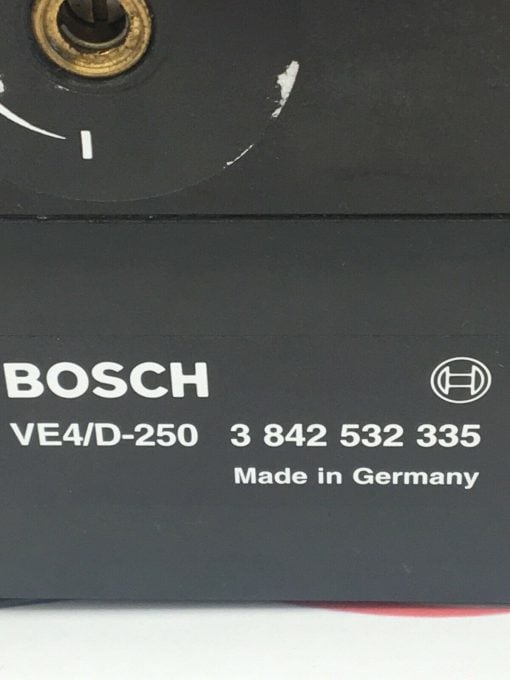 BOSCH
VE4/D-250 3 842 532 335
Made in Germany